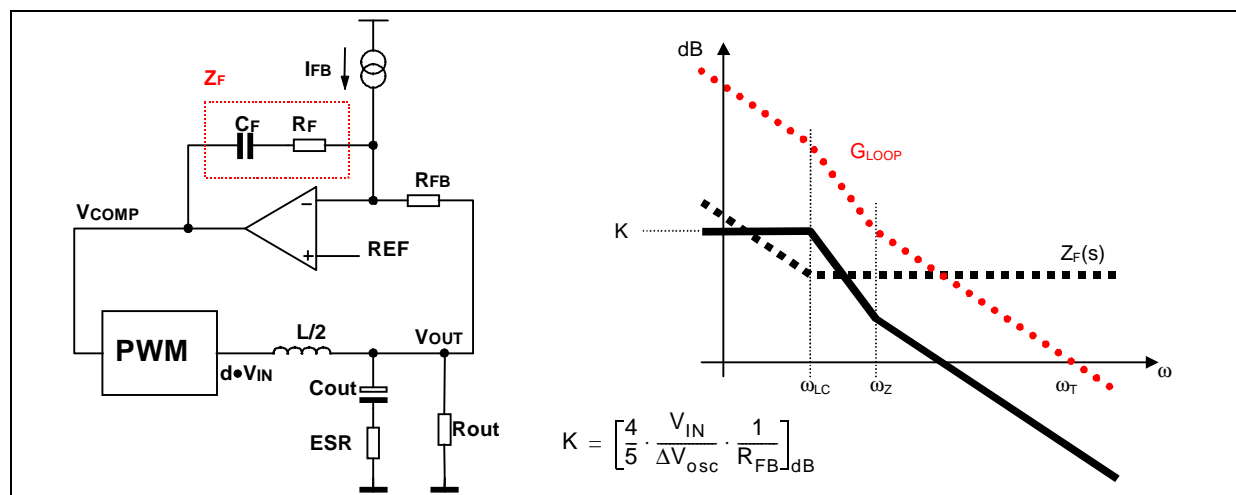 ZF
IFB
CF
RF
RFB
VCOMP
REF
PWM
d•VIN
L/2
VOUT
Cout
ESR
Rout
dB
GLOOP
K
ZF(s)
ωLC
ωZ
ωT
ω
K = [4/5 · VIN/ΔVosc · 1/RFB]dB